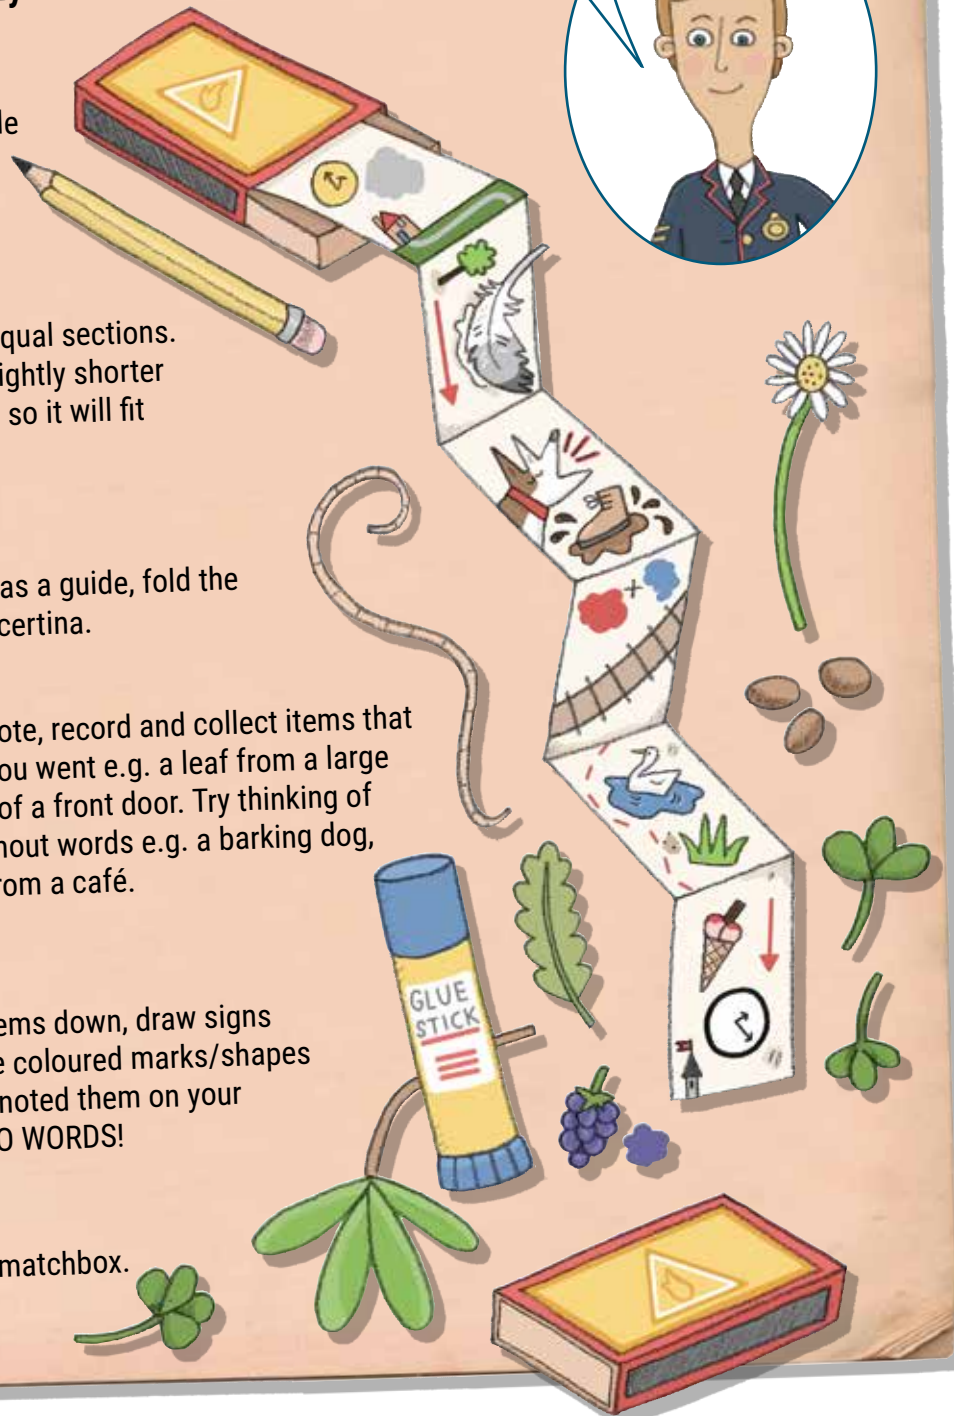 qual sections.
ightly shorter
so it will fit
as a guide, fold the
certina.
ote, record and collect items that
ou went e.g. a leaf from a large
of a front door. Try thinking of
hout words e.g. a barking dog,
rom a café.
GLUE
STICK
ems down, draw signs
e coloured marks/shapes
noted them on your
O WORDS!
matchbox.